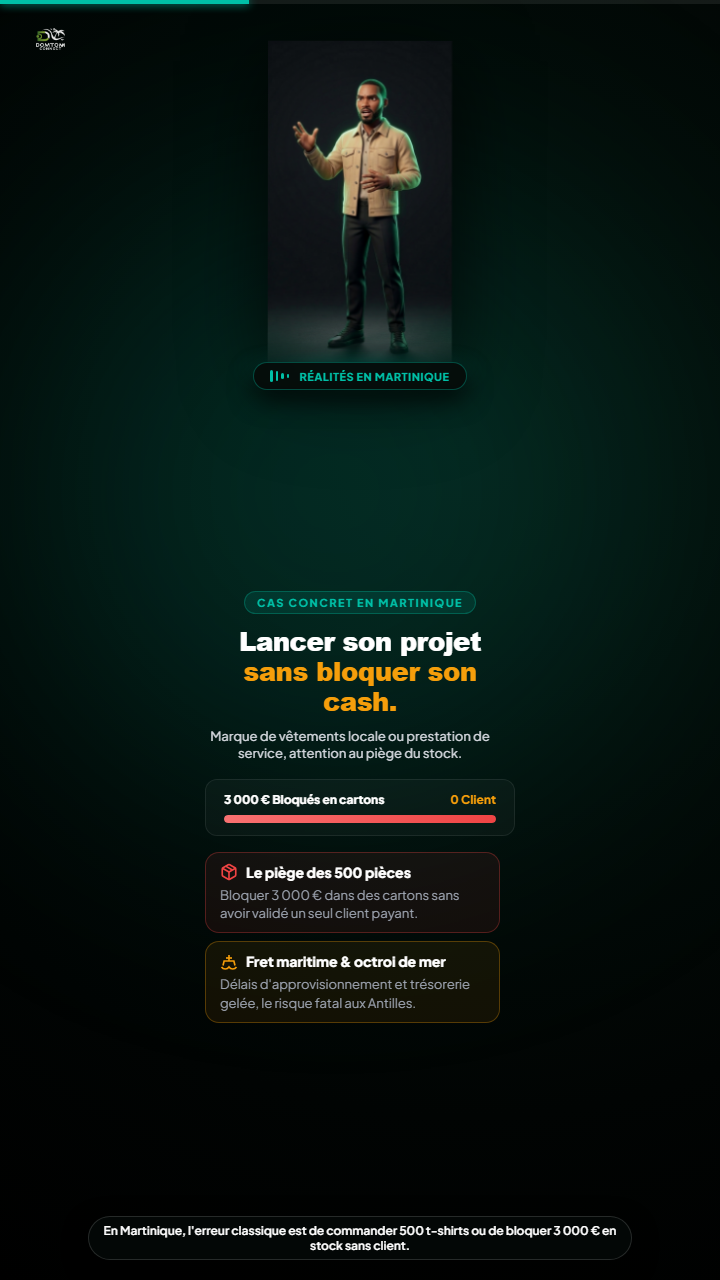 DOMTOM
CONNECT
RÉALITÉS EN MARTINIQUE
CAS CONCRET EN MARTINIQUE
Lancer son projet
sans bloquer son
cash.
Marque de vêtements locale ou prestation de
service, attention au piège du stock.
3 000 € Bloqués en cartons
0 Client
Le piège des 500 pièces
Bloquer 3 000 € dans des cartons sans
avoir validé un seul client payant.
Fret maritime & octroi de mer
Délais d'approvisionnement et trésorerie
gelée, le risque fatal aux Antilles.
En Martinique, l'erreur classique est de commander 500 t-shirts ou de bloquer 3 000 € en
stock sans client.